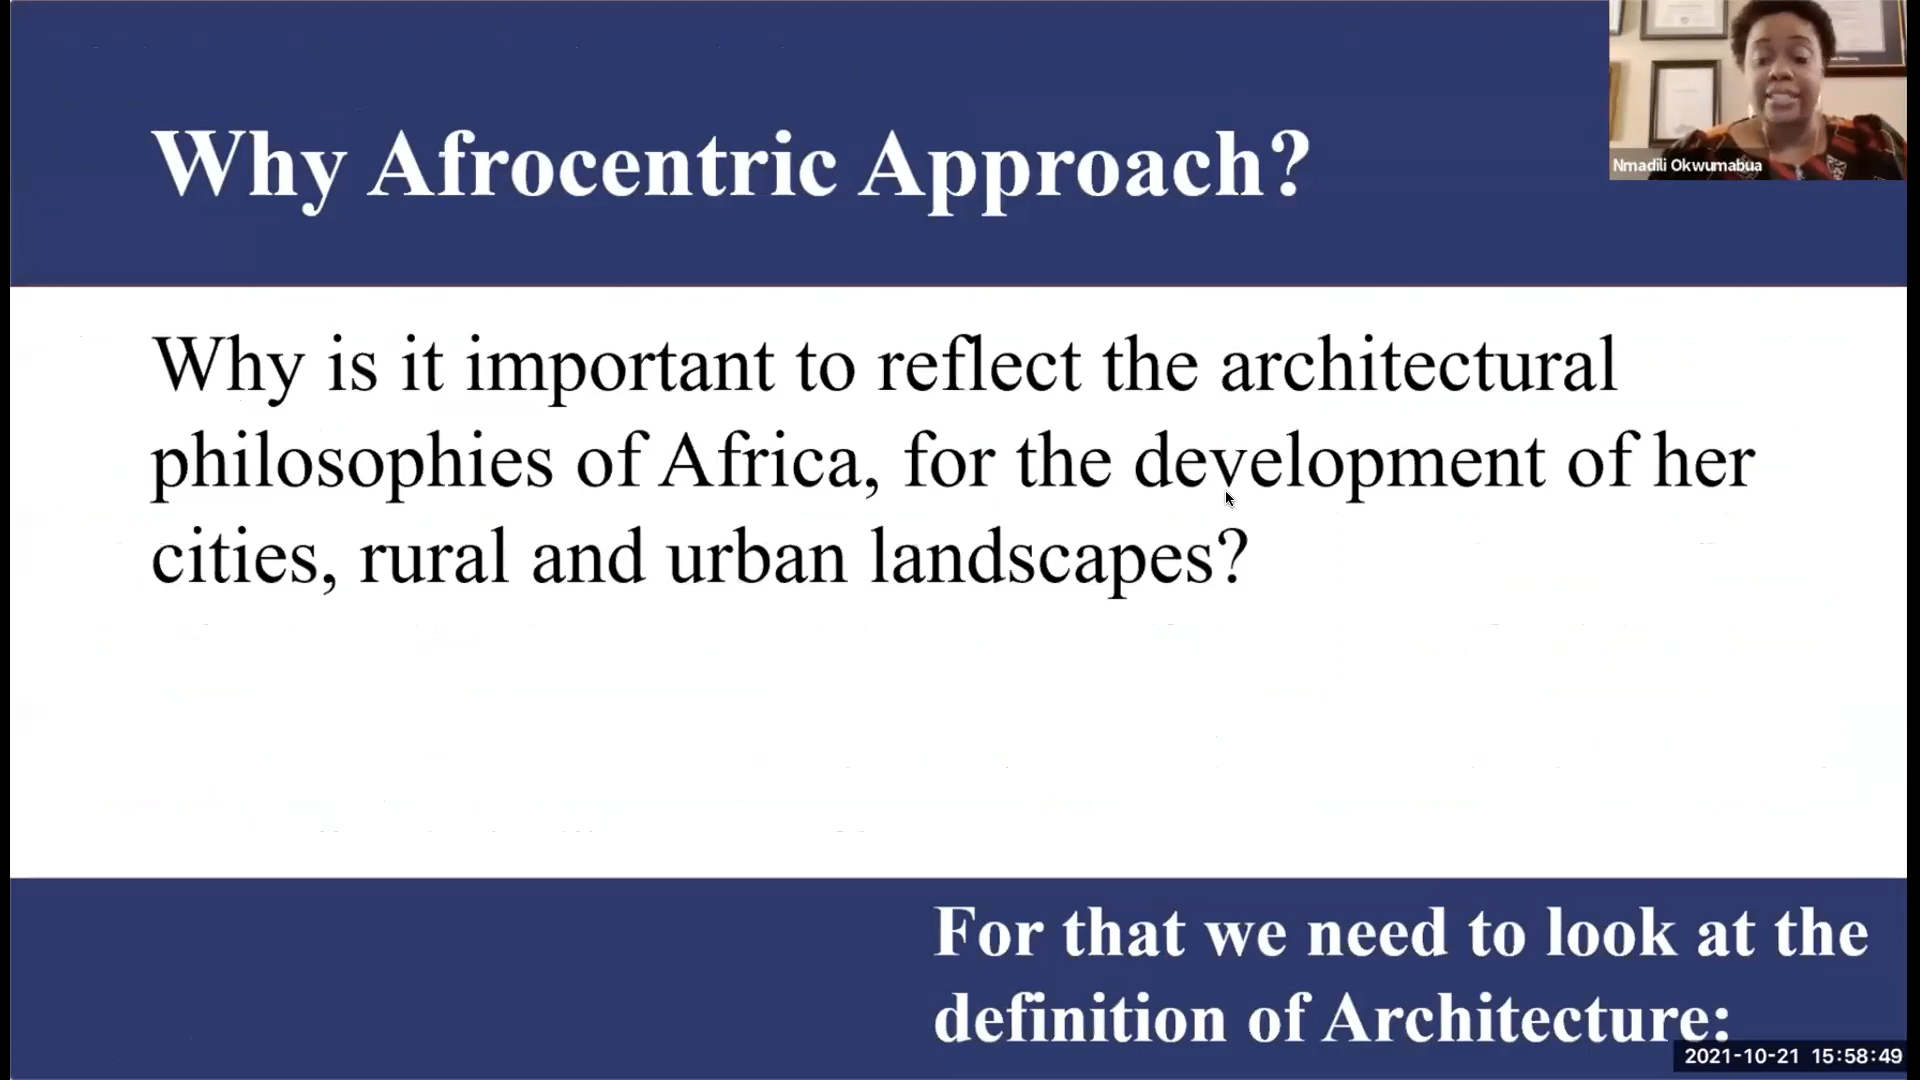 Why Afrocentric Approach?
Nmadili Okwumabua
Why is it important to reflect the architectural
philosophies of Africa, for the development of her
cities, rural and urban landscapes?
For that we need to look at the
definition of Architecture:
2021-10-21 15:58:49